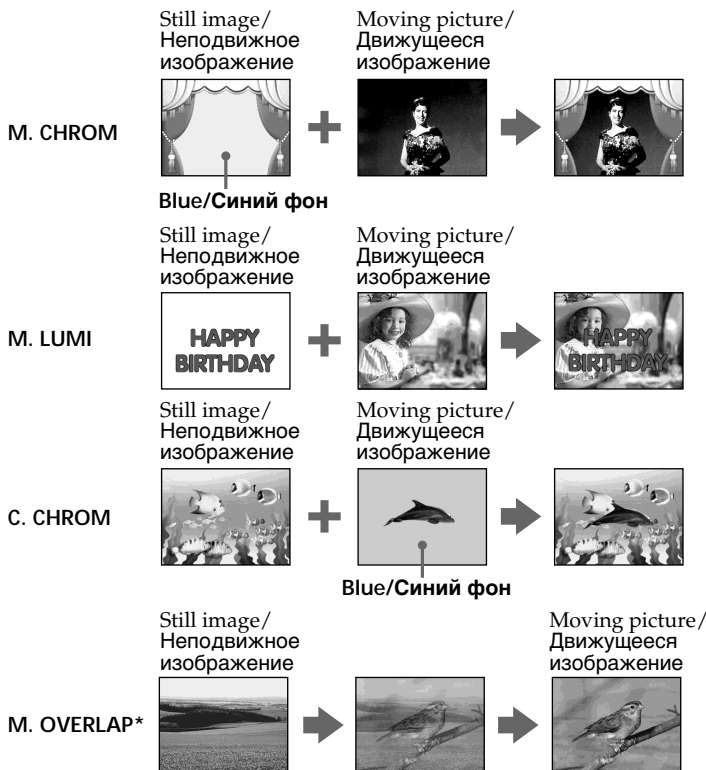 Still image/
Неподвижное
изображение
Moving picture/
Движущееся
изображение
M. CHROM
Blue/Синий фон
Still image/
Неподвижное
изображение
Moving picture/
Движущееся
изображение
M. LUMI
HAPPY
BIRTHDAY
HAPPY
BIRTHDAY
Still image/
Неподвижное
изображение
Moving picture/
Движущееся
изображение
C. CHROM
Blue/Синий фон
Still image/
Неподвижное
изображение
Moving picture/
Движущееся
изображение
M. OVERLAP*